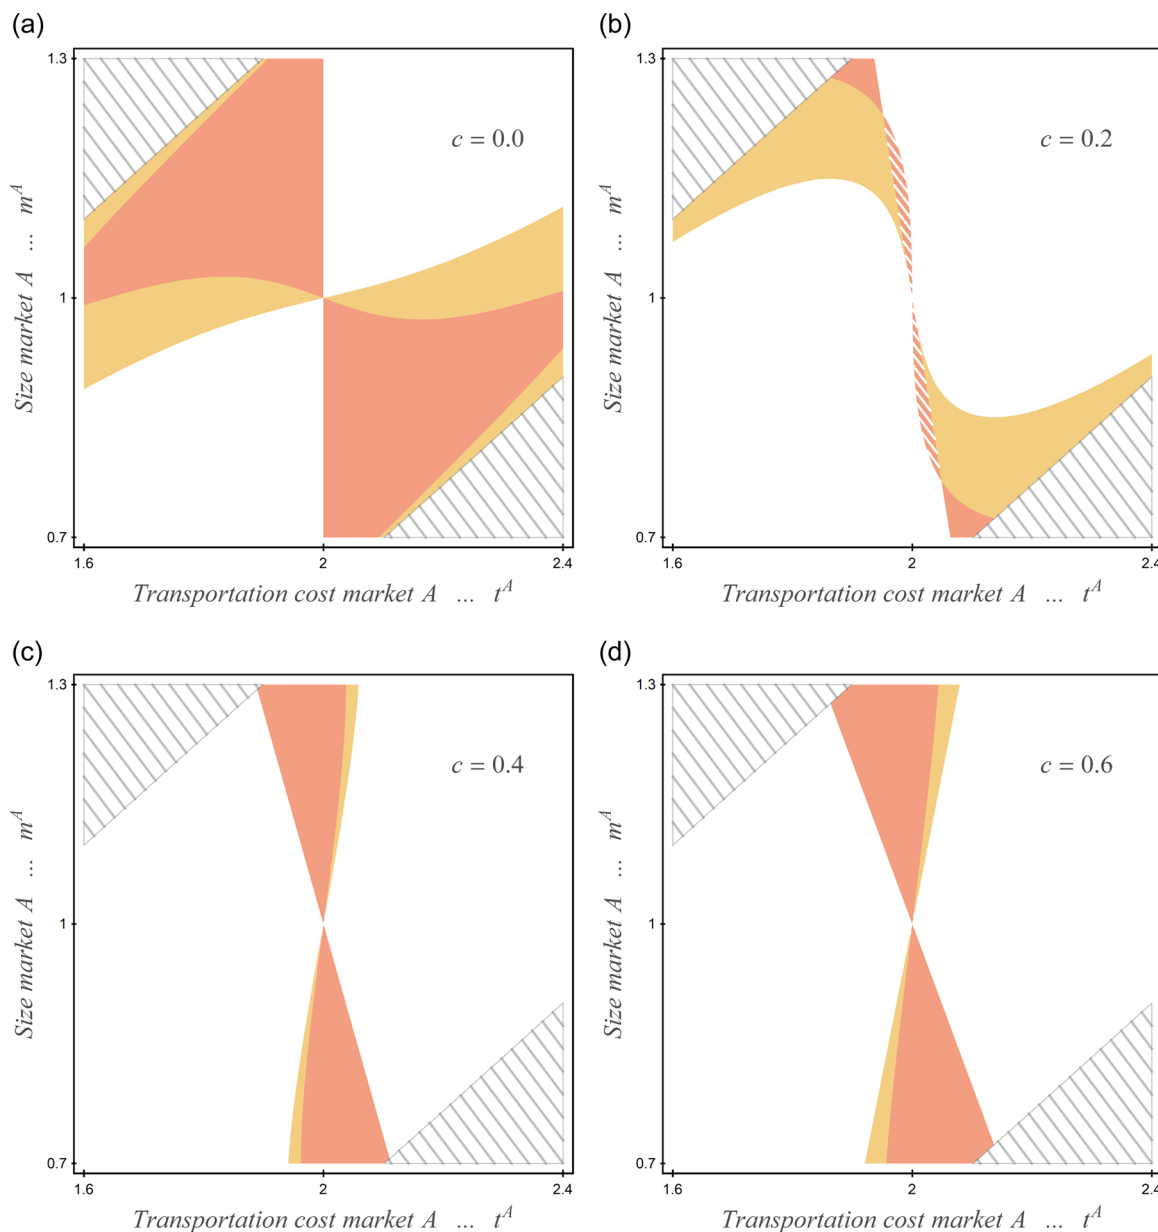 (a)
1.3
c = 0.0
Size market A ... m^A
1
0.7
1.6
2
2.4
Transportation cost market A ... t^A
(b)
1.3
c = 0.2
Size market A ... m^A
1
0.7
1.6
2
2.4
Transportation cost market A ... t^A
(c)
1.3
c = 0.4
Size market A ... m^A
1
0.7
1.6
2
2.4
Transportation cost market A ... t^A
(d)
1.3
c = 0.6
Size market A ... m^A
1
0.7
1.6
2
2.4
Transportation cost market A ... t^A